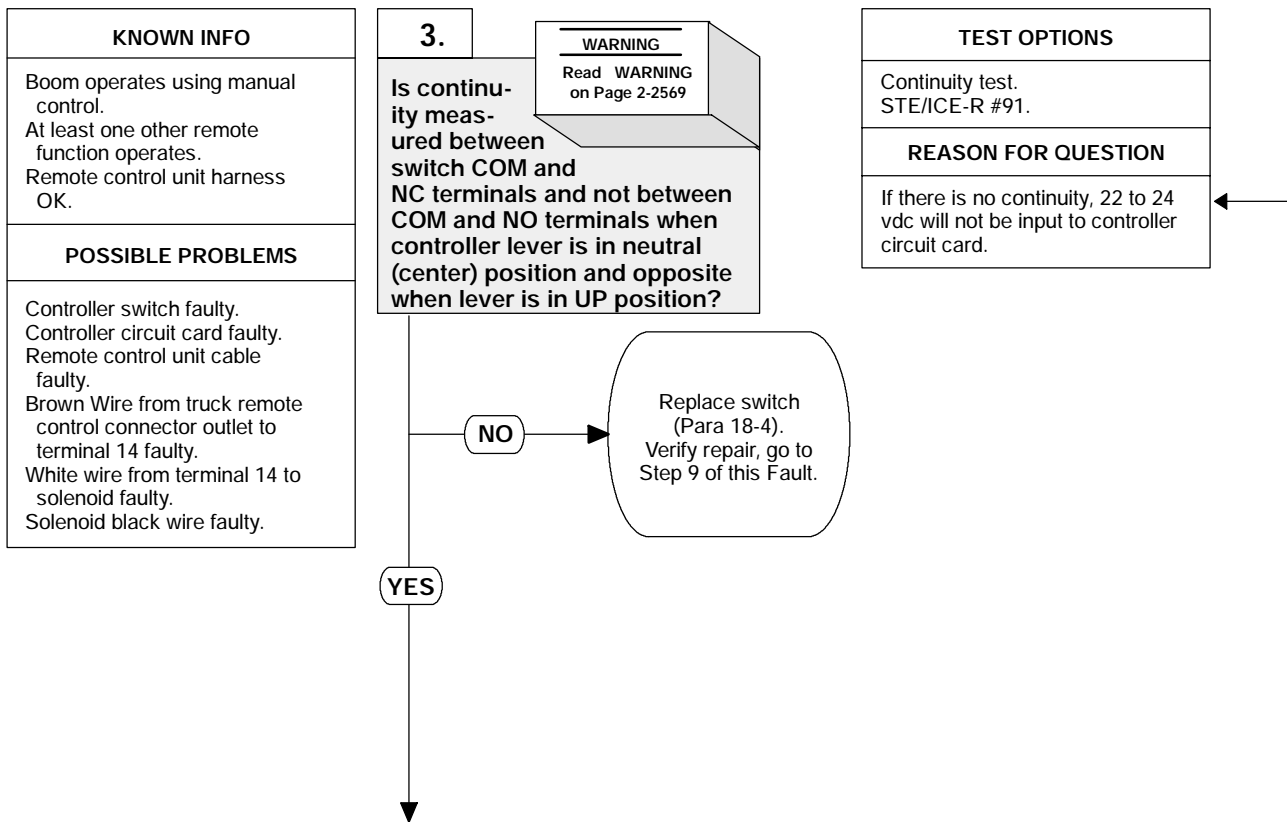 KNOWN INFO
Boom operates using manual
control.
At least one other remote
function operates.
Remote control unit harness
OK.
POSSIBLE PROBLEMS
Controller switch faulty.
Controller circuit card faulty.
Remote control unit cable
faulty.
Brown Wire from truck remote
control connector outlet to
terminal 14 faulty.
White wire from terminal 14 to
solenoid faulty.
Solenoid black wire faulty.
3.
WARNING
Read WARNING
on Page 2-2569
Is continu-
ity meas-
ured between
switch COM and
NC terminals and not between
COM and NO terminals when
controller lever is in neutral
(center) position and opposite
when lever is in UP position?
NO
Replace switch
(Para 18-4).
Verify repair, go to
Step 9 of this Fault.
YES
TEST OPTIONS
Continuity test.
STE/ICE-R #91.
REASON FOR QUESTION
If there is no continuity, 22 to 24
vdc will not be input to controller
circuit card.